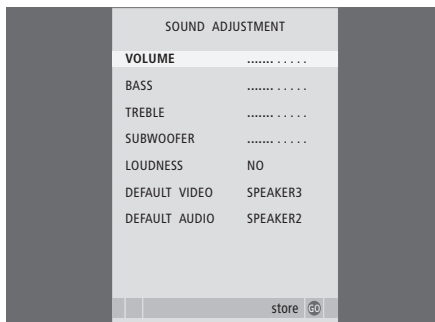 SOUND ADJUSTMENT
VOLUME ....... . . . . .
BASS ....... . . . . .
TREBLE ....... . . . . .
SUBWOOFER ....... . . . . .
LOUDNESS NO
DEFAULT VIDEO SPEAKER3
DEFAULT AUDIO SPEAKER2
store GO